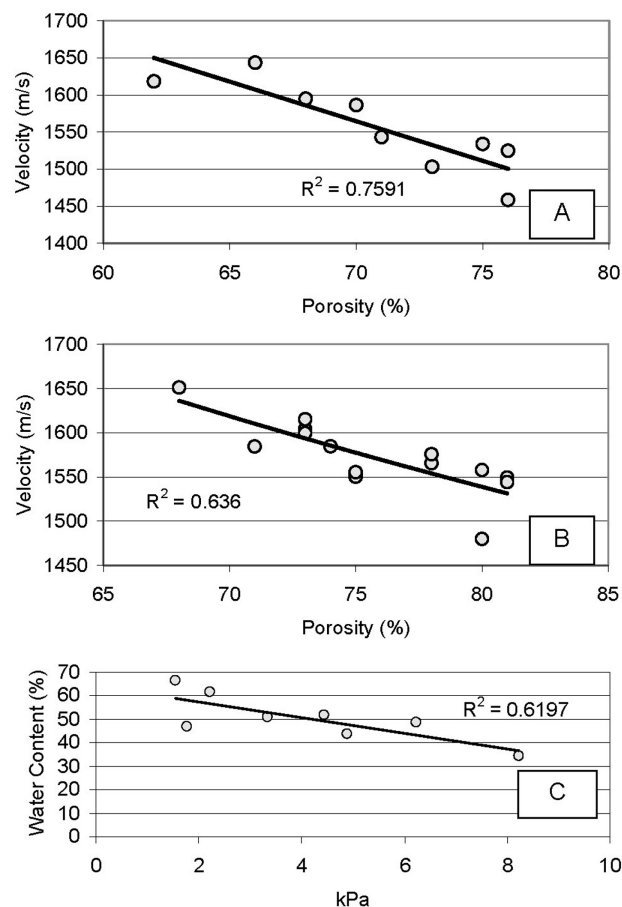 1700
1650
1600
1550
1500
1450
1400
Velocity (m/s)
R² = 0.7591
A
60 65 70 75 80
Porosity (%)
1700
1650
1600
1550
1500
1450
Velocity (m/s)
R² = 0.636
B
65 70 75 80 85
Porosity (%)
70
60
50
40
30
20
10
0
Water Content (%)
R² = 0.6197
C
0 2 4 6 8 10
kPa